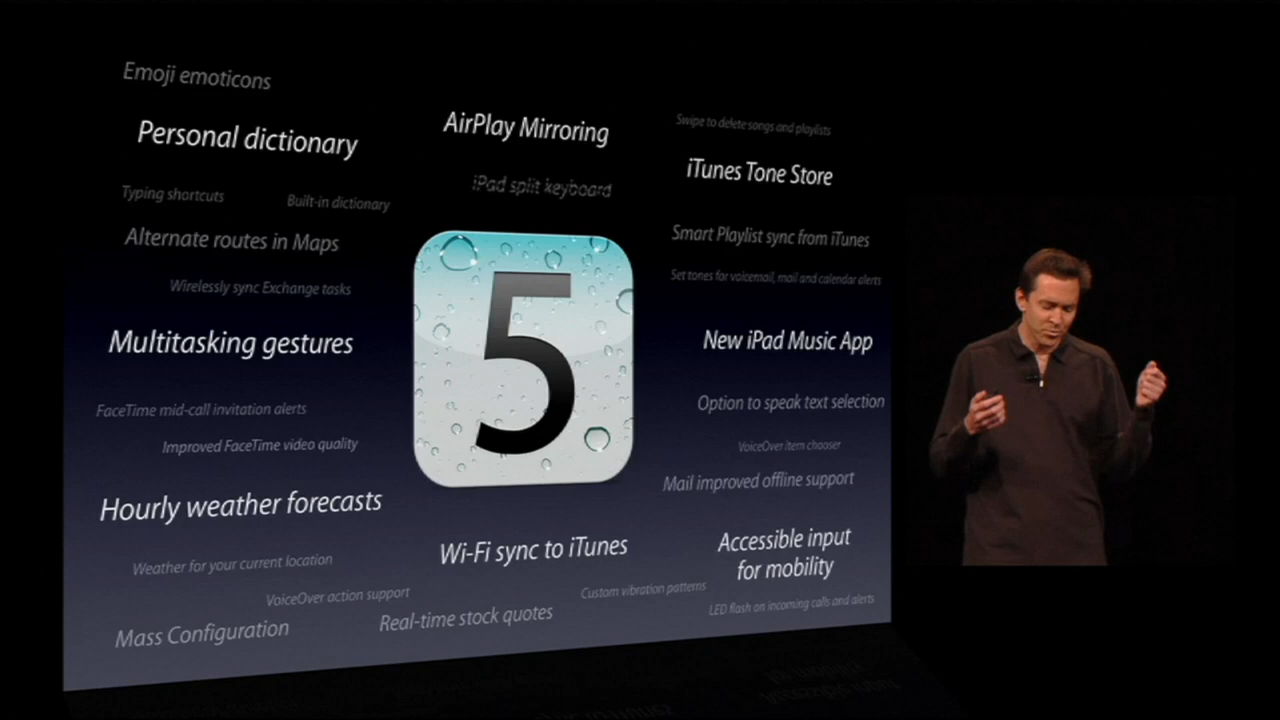 Emoji emoticons
Personal dictionary
Typing shortcuts
Built-in dictionary
Alternate routes in Maps
Wirelessly sync Exchange tasks
Multitasking gestures
FaceTime mid-call invitation alerts
Improved FaceTime video quality
Hourly weather forecasts
Weather for your current location
VoiceOver action support
Mass Configuration
AirPlay Mirroring
iPad split keyboard
5
Wi-Fi sync to iTunes
Custom vibration patterns
Real-time stock quotes
Swipe to delete songs and playlists
iTunes Tone Store
Smart Playlist sync from iTunes
Set tones for voicemail, mail and calendar alerts
New iPad Music App
Option to speak text selection
VoiceOver item chooser
Mail improved offline support
Accessible input
for mobility
LED flash on incoming calls and alerts